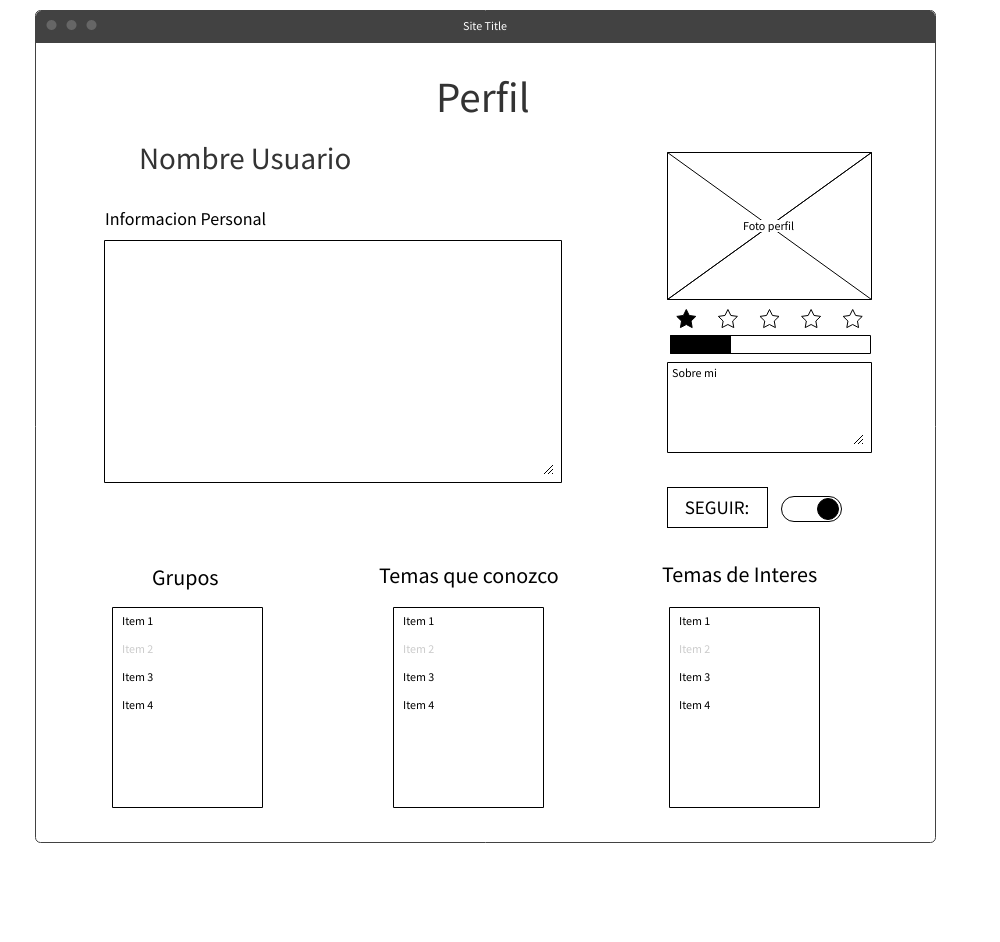 Site Title
Perfil
Nombre Usuario
Informacion Personal
Foto perfil
Sobre mi
SEGUIR:
Grupos
Item 1
Item 2
Item 3
Item 4
Temas que conozco
Item 1
Item 2
Item 3
Item 4
Temas de Interes
Item 1
Item 2
Item 3
Item 4